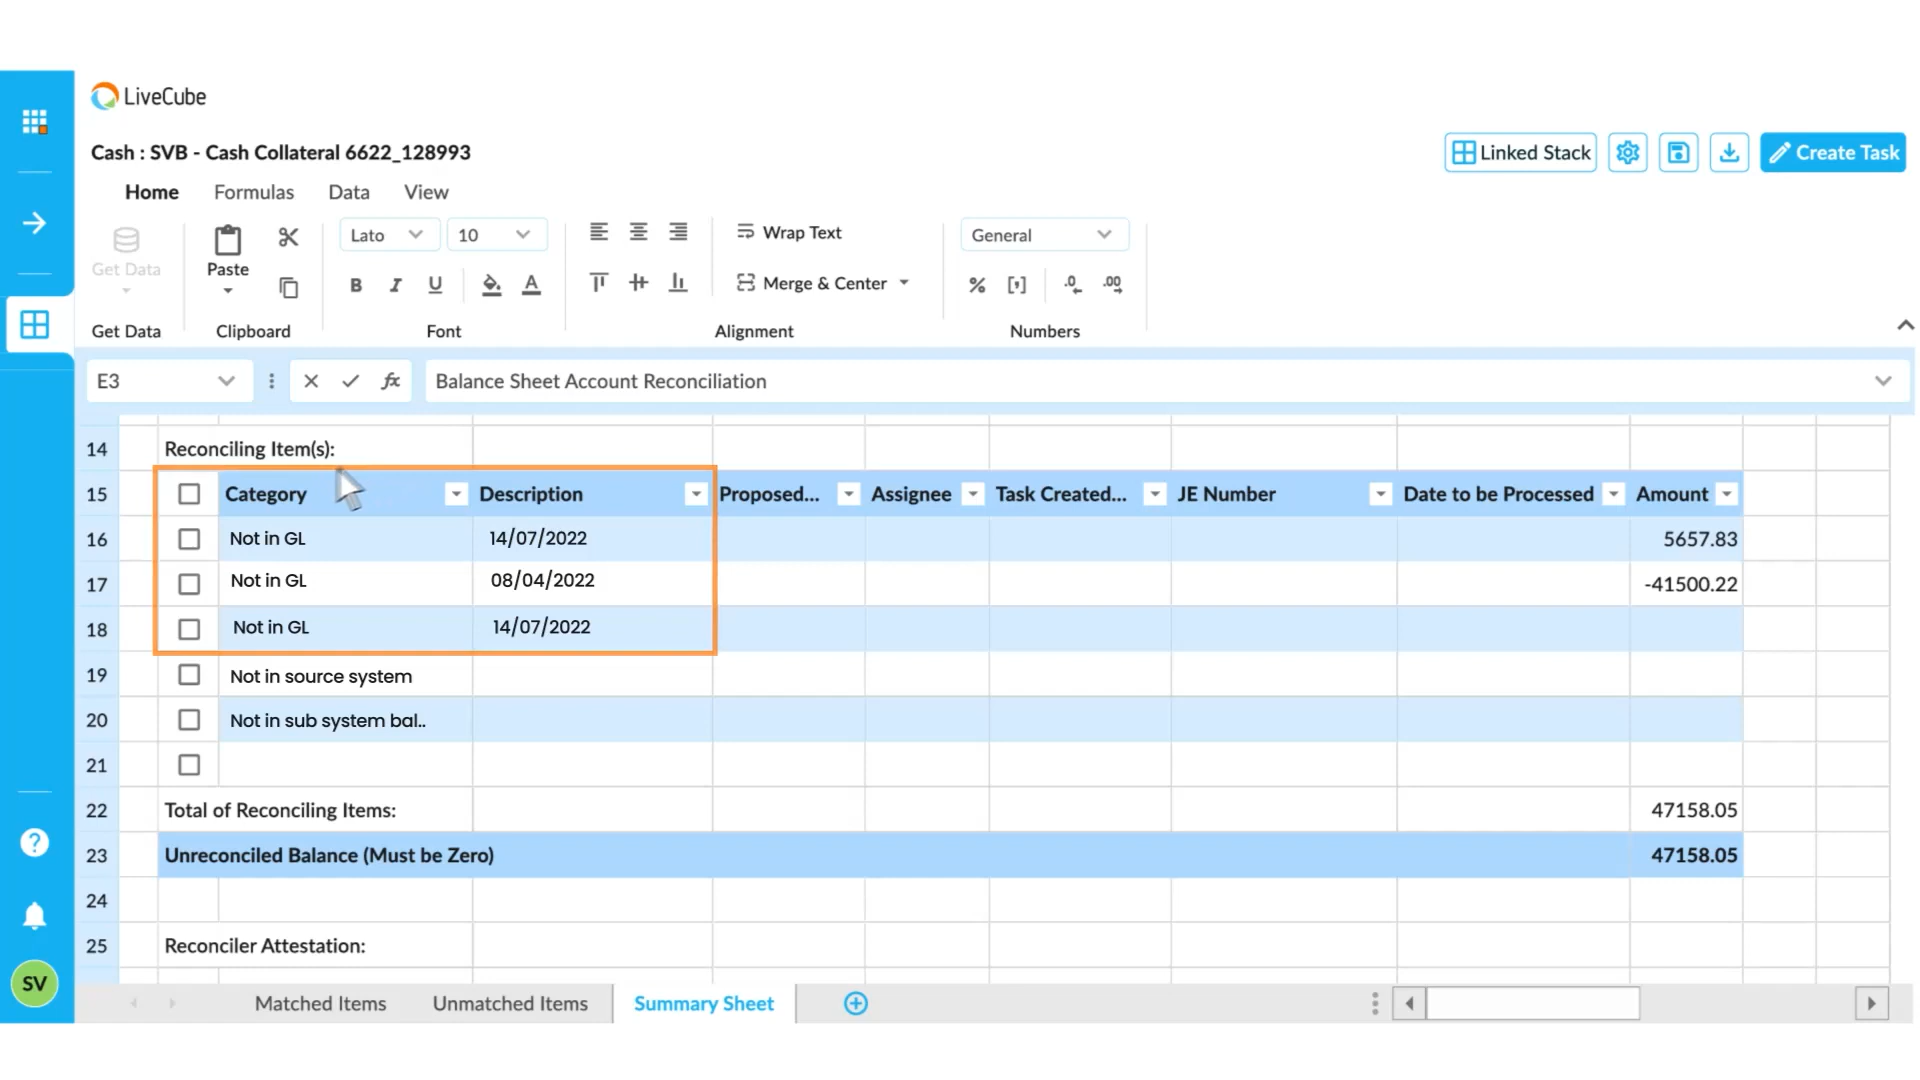 LiveCube
Cash : SVB - Cash Collateral 6622_128993
Linked Stack
Create Task
Home Formulas Data View
Get Data
Paste
Lato
10
Wrap Text
General
B I U A
Merge & Center
% .0 .00
Get Data Clipboard Font Alignment Numbers
E3 fx Balance Sheet Account Reconciliation
14 Reconciling Item(s):
15 Category Description Proposed... Assignee Task Created... JE Number Date to be Processed Amount
16 Not in GL 14/07/2022 5657.83
17 Not in GL 08/04/2022 -41500.22
18 Not in GL 14/07/2022
19 Not in source system
20 Not in sub system bal..
21
22 Total of Reconciling Items: 47158.05
23 Unreconciled Balance (Must be Zero) 47158.05
24
25 Reconciler Attestation:
?
SV
Matched Items Unmatched Items Summary Sheet